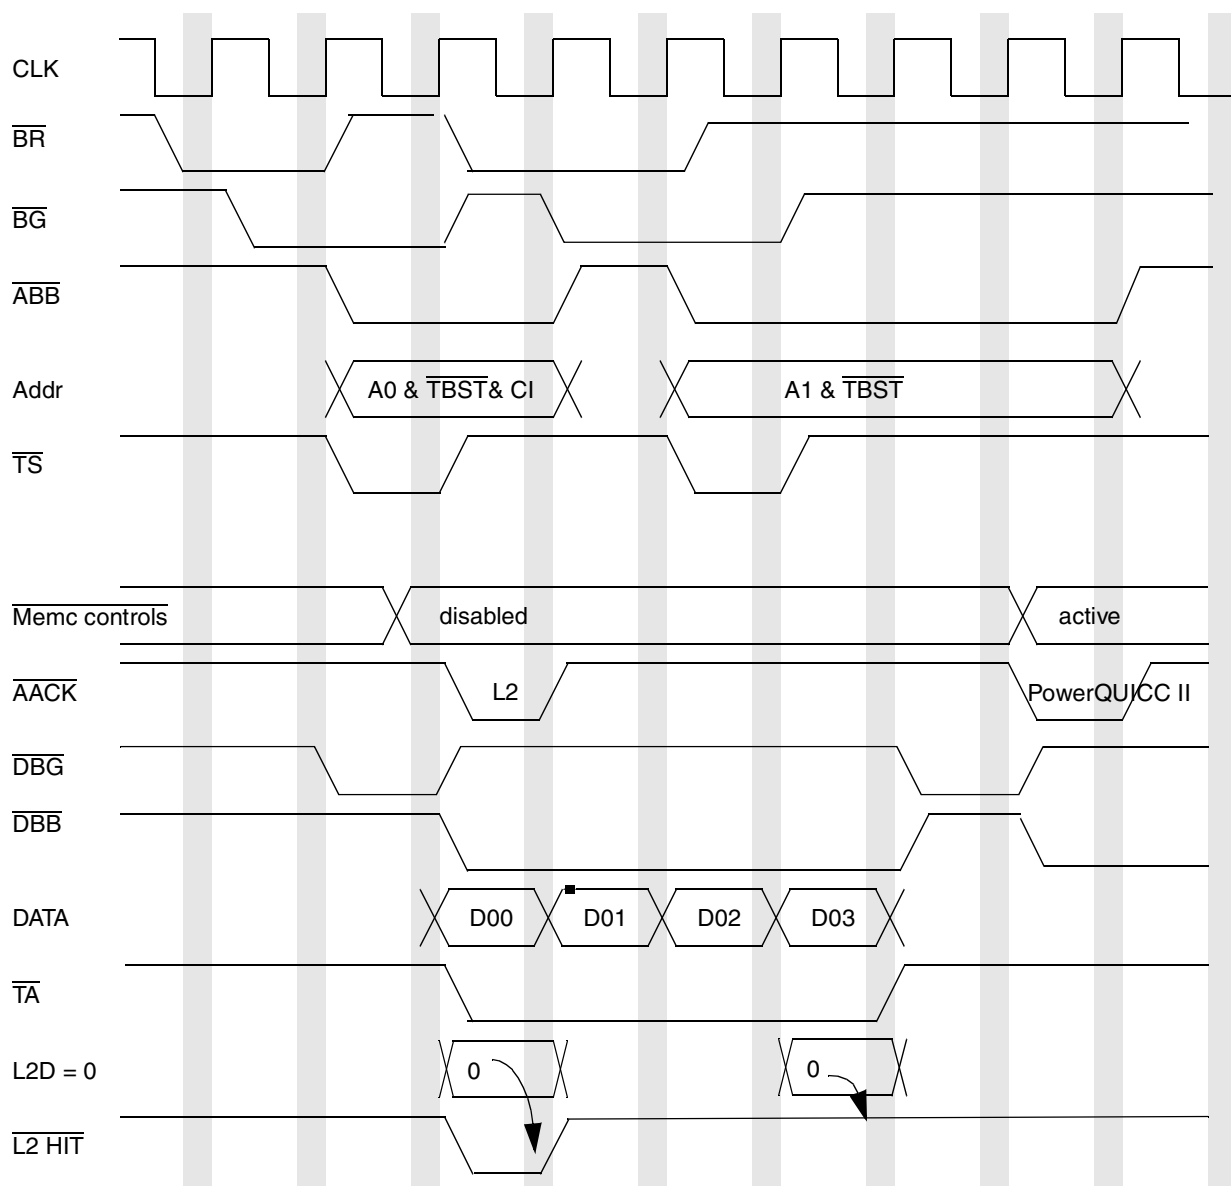 CLK
BR
BG
ABB
Addr
A0 & TBST& CI
A1 & TBST
TS
Memc controls
disabled
active
AACK
L2
PowerQUICC II
DBG
DBB
DATA
D00
D01
D02
D03
TA
L2D = 0
0
0
L2 HIT